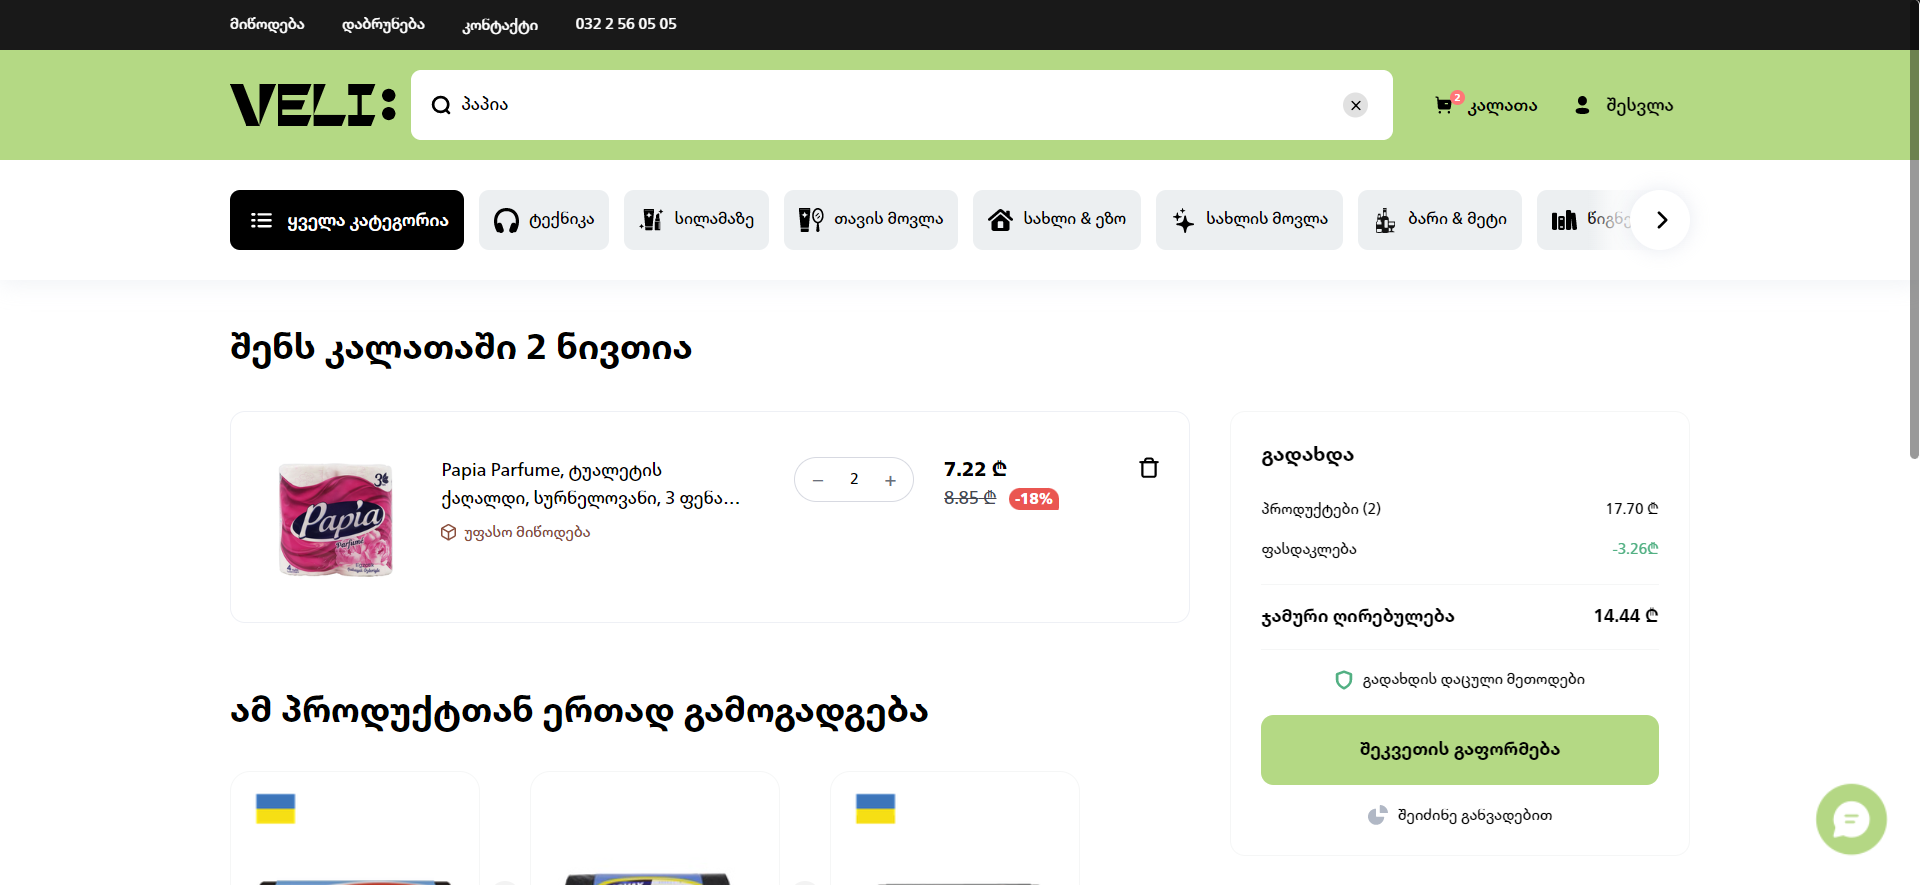 მიწოდება
დაბრუნება
კონტაქტი
032 2 56 05 05
VELI:
პაპია
2
კალათა
შესვლა
ყველა კატეგორია
ტექნიკა
სილამაზე
თავის მოვლა
სახლი & ეზო
სახლის მოვლა
ბარი & მეტი
შენს კალათაში 2 ნივთია
Papia
Parfume
Papia Parfume, ტუალეტის
ქაღალდი, სურნელოვანი, 3 ფენა...
უფასო მიწოდება
− 2 +
7.22 ₾
8.85 ₾
-18%
გადახდა
პროდუქტები (2) 17.70 ₾
ფასდაკლება -3.26₾
ჯამური ღირებულება 14.44 ₾
გადახდის დაცული მეთოდები
შეკვეთის გაფორმება
შეიძინე განვადებით
ამ პროდუქტთან ერთად გამოგადგება